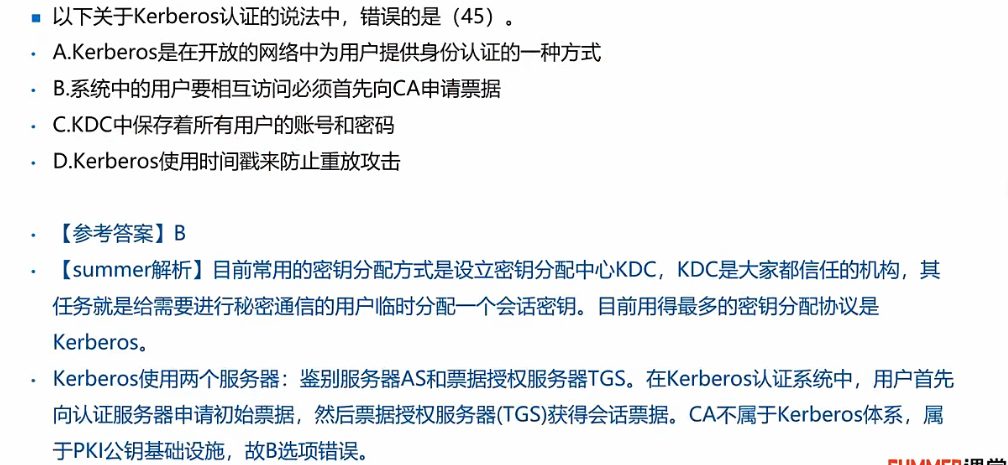 ▪ 以下关于Kerberos认证的说法中，错误的是（45）。
· A.Kerberos是在开放的网络中为用户提供身份认证的一种方式
· B.系统中的用户要相互访问必须首先向CA申请票据
· C.KDC中保存着所有用户的账号和密码
· D.Kerberos使用时间戳来防止重放攻击
· 【参考答案】B
· 【summer解析】目前常用的密钥分配方式是设立密钥分配中心KDC，KDC是大家都信任的机构，其
任务就是给需要进行秘密通信的用户临时分配一个会话密钥。目前用得最多的密钥分配协议是
Kerberos。
· Kerberos使用两个服务器：鉴别服务器AS和票据授权服务器TGS。在Kerberos认证系统中，用户首先
向认证服务器申请初始票据，然后票据授权服务器(TGS)获得会话票据。CA不属于Kerberos体系，属
于PKI公钥基础设施，故B选项错误。
SUMMER课堂